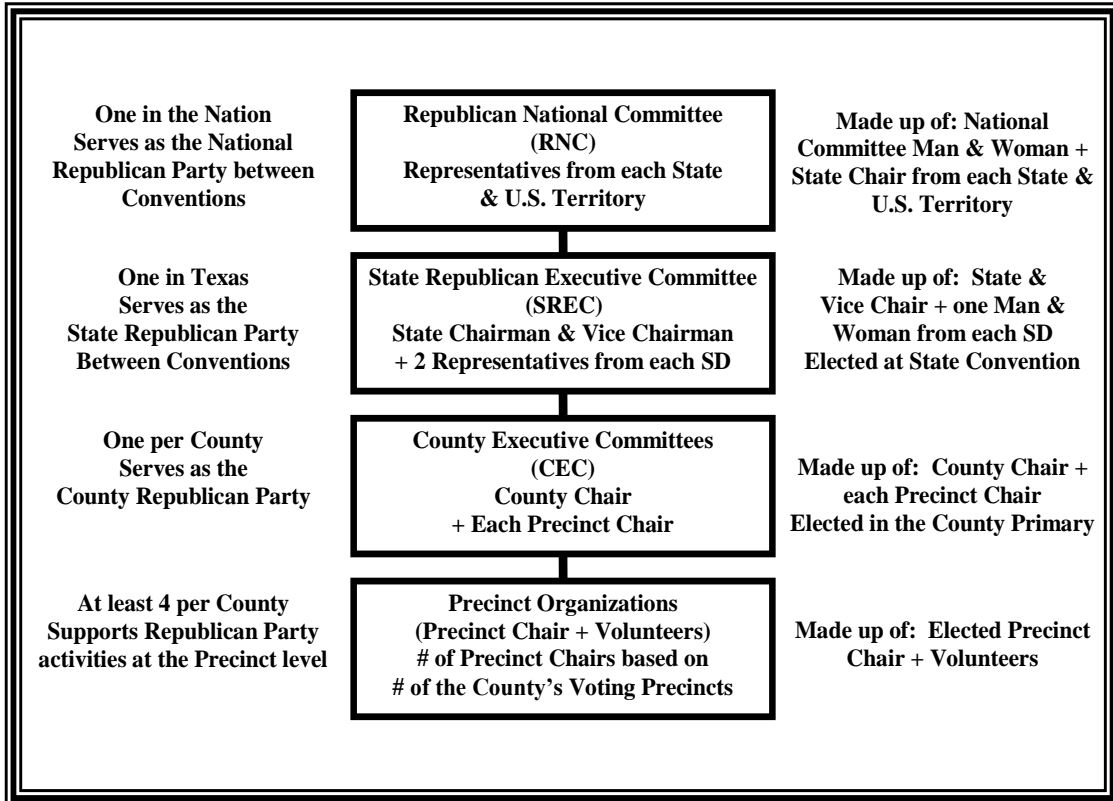 One in the Nation
Serves as the National
Republican Party between
Conventions
Republican National Committee
(RNC)
Representatives from each State
& U.S. Territory
Made up of: National
Committee Man & Woman +
State Chair from each State &
U.S. Territory
One in Texas
Serves as the
State Republican Party
Between Conventions
State Republican Executive Committee
(SREC)
State Chairman & Vice Chairman
+ 2 Representatives from each SD
Made up of: State &
Vice Chair + one Man &
Woman from each SD
Elected at State Convention
One per County
Serves as the
County Republican Party
County Executive Committees
(CEC)
County Chair
+ Each Precinct Chair
Made up of: County Chair +
each Precinct Chair
Elected in the County Primary
At least 4 per County
Supports Republican Party
activities at the Precinct level
Precinct Organizations
(Precinct Chair + Volunteers)
# of Precinct Chairs based on
# of the County’s Voting Precincts
Made up of: Elected Precinct
Chair + Volunteers